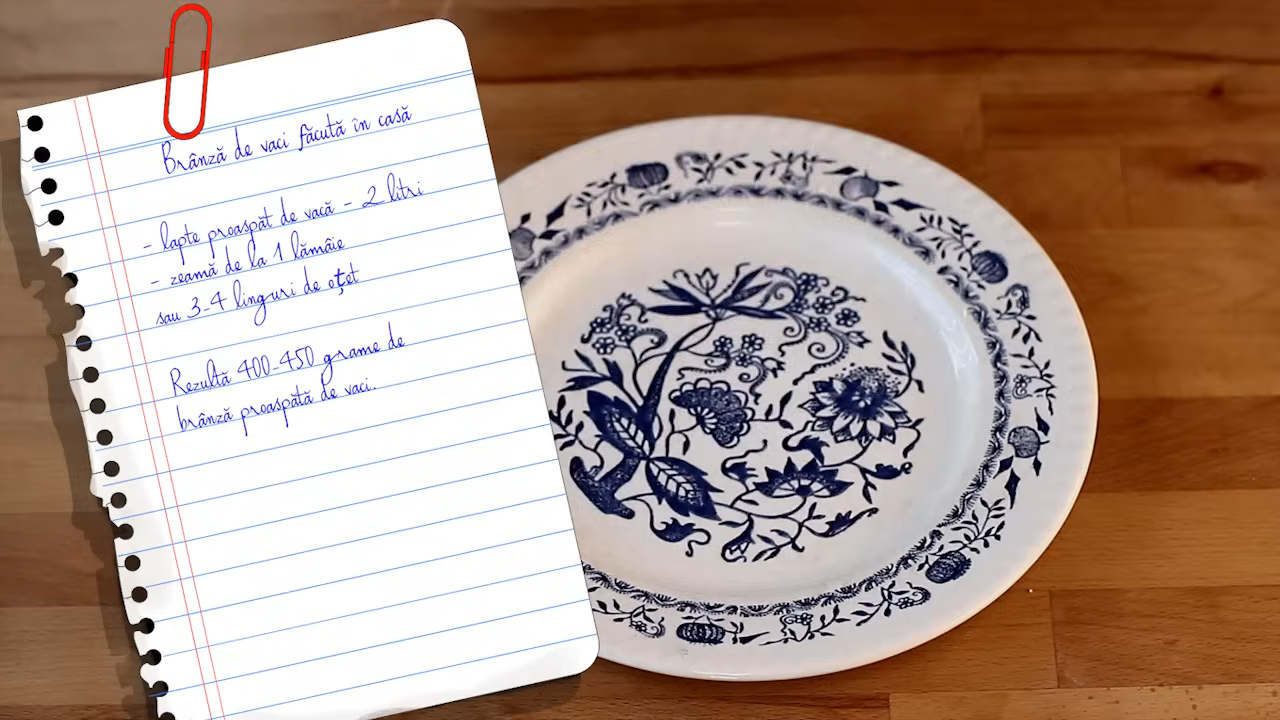 Brânză de vaci făcută în casă
- lapte proaspăt de vacă - 2 litri
- zeamă de la 1 lămâie
sau 3-4 linguri de oțet
Rezultă 400-450 grame de
brânză proaspătă de vaci.